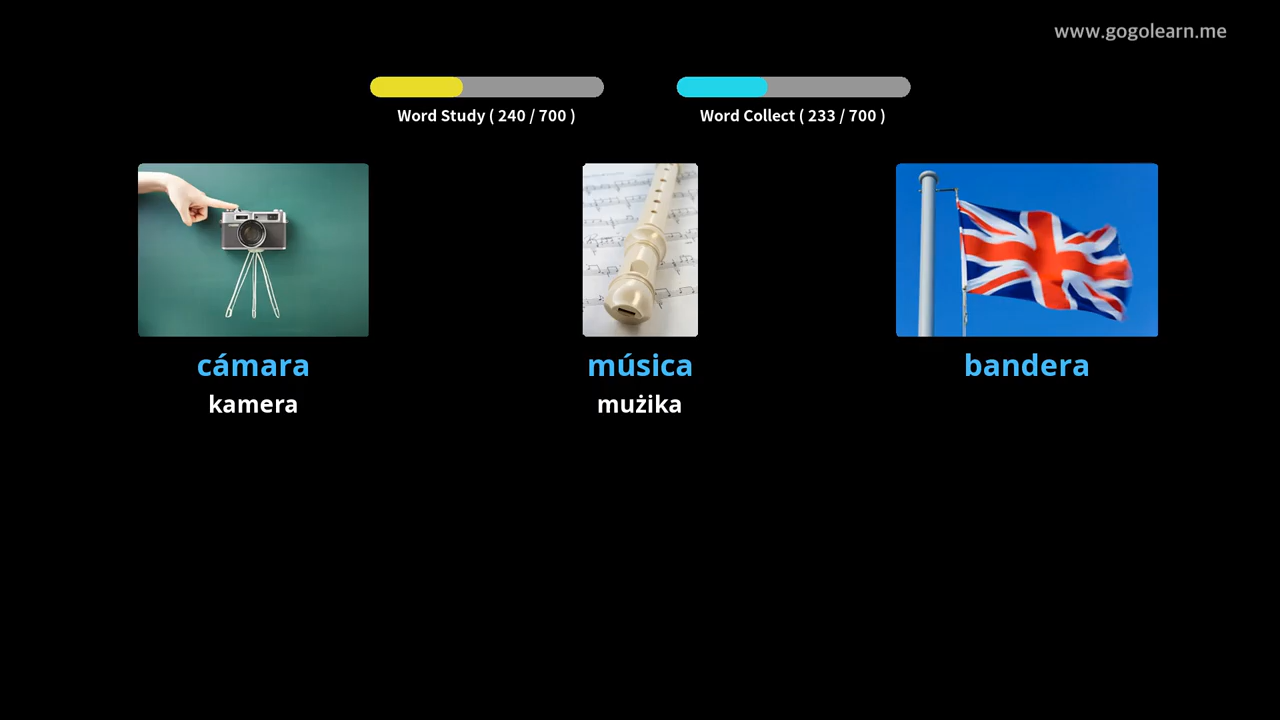 www.gogolearn.me
Word Study ( 240 / 700 )
Word Collect ( 233 / 700 )
cámara
música
bandera
kamera
mużika